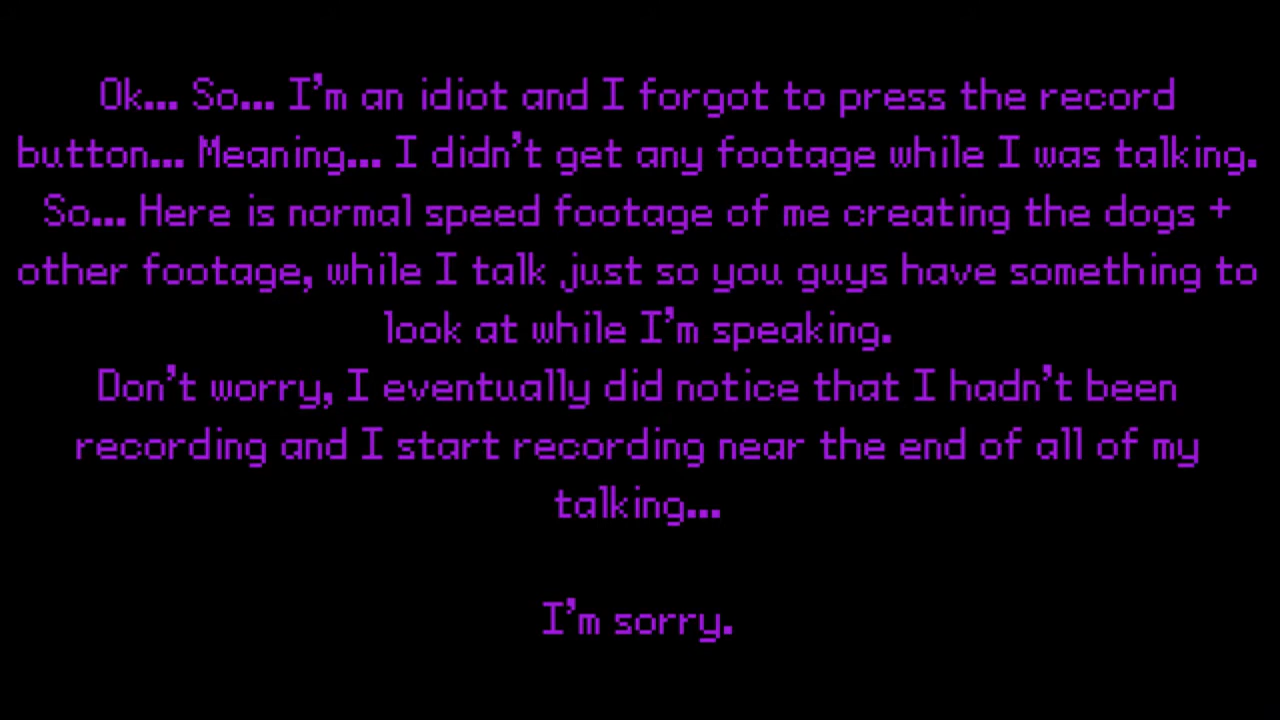 Ok... So... I'm an idiot and I forgot to press the record
button... Meaning... I didn't get any footage while I was talking.
So... Here is normal speed footage of me creating the dogs +
other footage, while I talk just so you guys have something to
look at while I'm speaking.
Don't worry, I eventually did notice that I hadn't been
recording and I start recording near the end of all of my
talking...
I'm sorry.